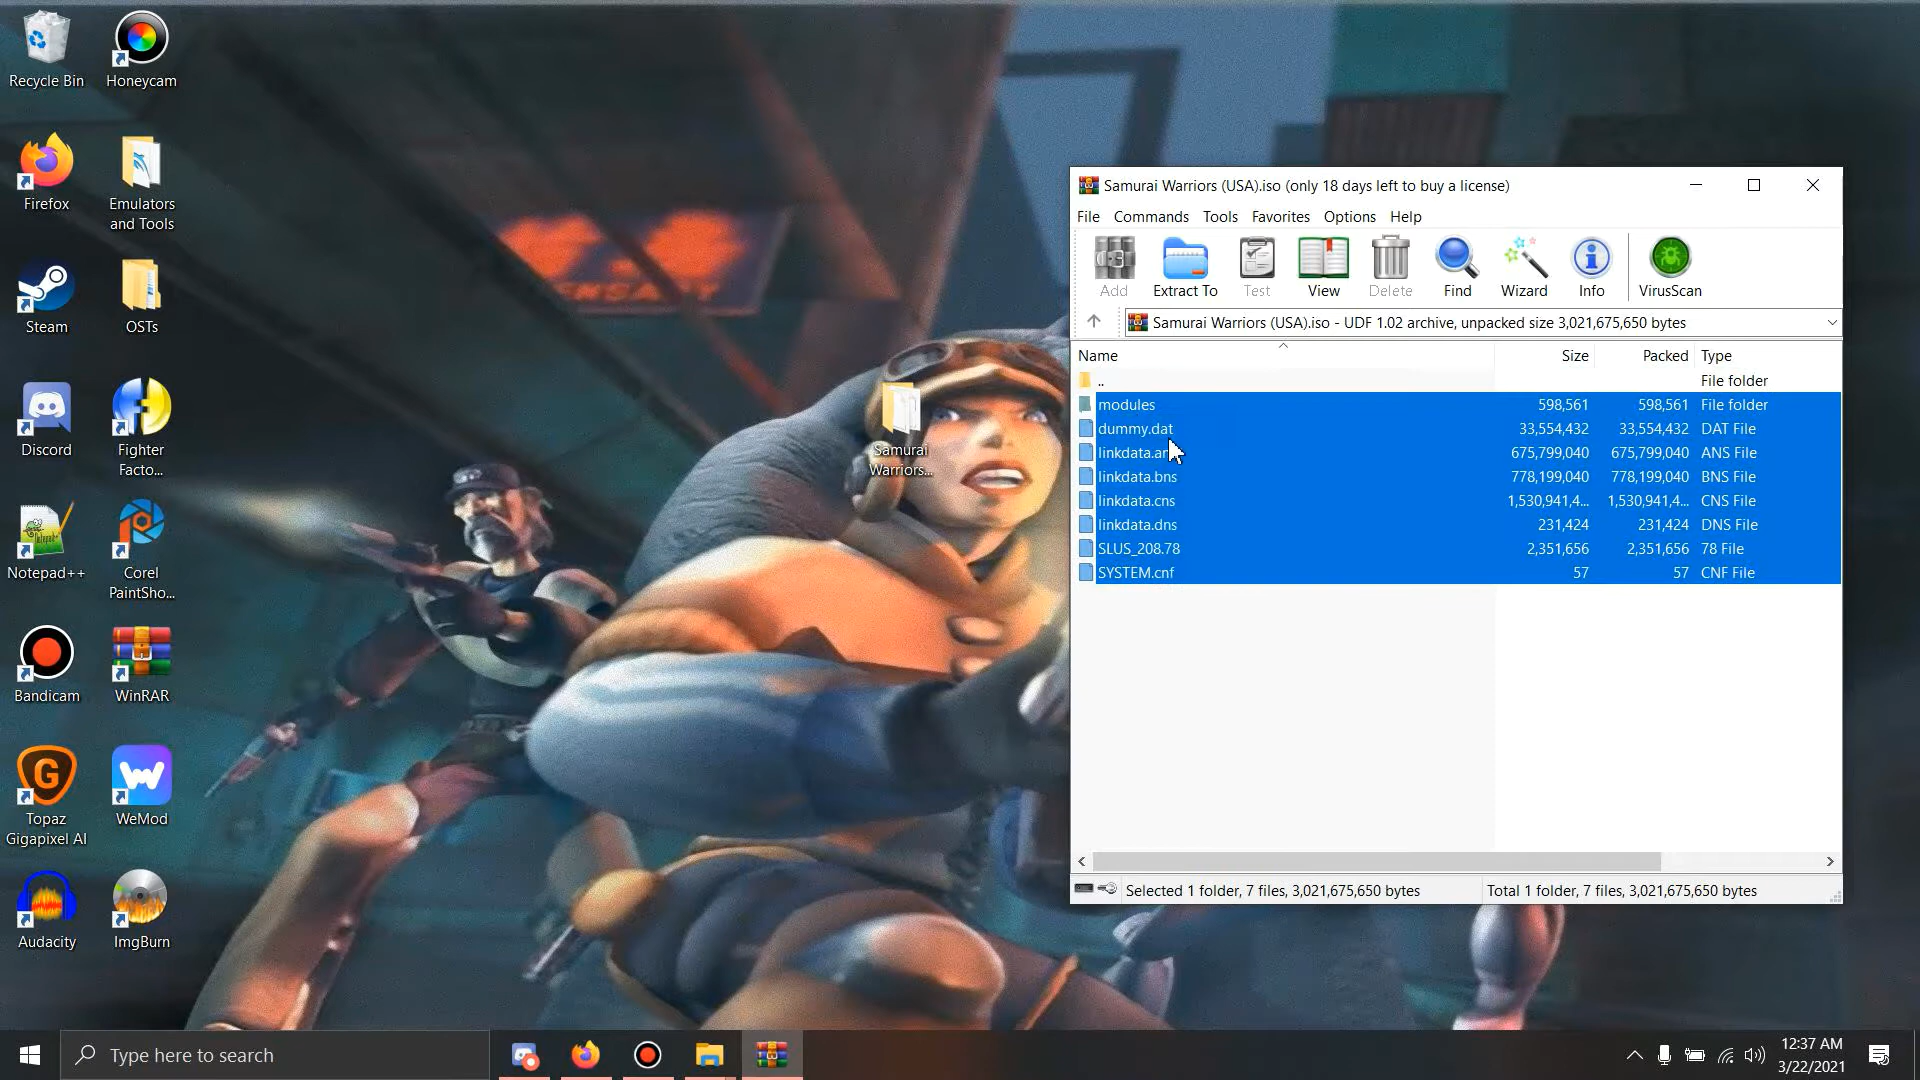 Recycle Bin
Honeycam
Firefox
Emulators
and Tools
Steam
OSTs
Discord
Fighter
Facto...
Notepad++
Corel
PaintSho...
Bandicam
WinRAR
Topaz
Gigapixel AI
WeMod
Audacity
ImgBurn
Samurai
Warriors...
Samurai Warriors (USA).iso (only 18 days left to buy a license)
File Commands Tools Favorites Options Help
Add Extract To Test View Delete Find Wizard Info VirusScan
Samurai Warriors (USA).iso - UDF 1.02 archive, unpacked size 3,021,675,650 bytes
Name Size Packed Type
.. File folder
modules 598,561 598,561 File folder
dummy.dat 33,554,432 33,554,432 DAT File
675,799,040 675,799,040 ANS File
linkdata.bns 778,199,040 778,199,040 BNS File
linkdata.cns 1,530,941,4... 1,530,941,4... CNS File
linkdata.dns 231,424 231,424 DNS File
SLUS_208.78 2,351,656 2,351,656 78 File
SYSTEM.cnf 57 57 CNF File
Selected 1 folder, 7 files, 3,021,675,650 bytes
Total 1 folder, 7 files, 3,021,675,650 bytes
Type here to search
12:37 AM
3/22/2021